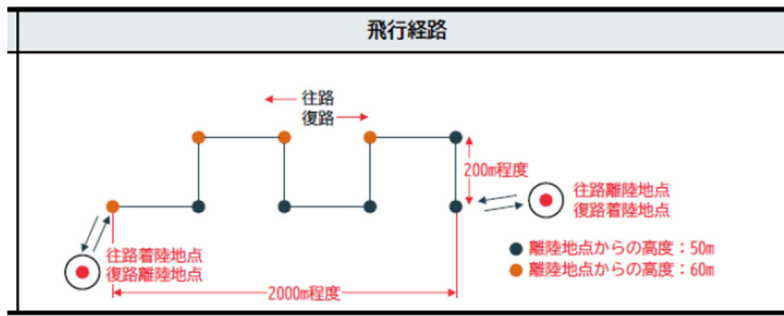 飛行経路
往路
復路
200m程度
往路離陸地点
復路着陸地点
離陸地点からの高度：50m
離陸地点からの高度：60m
往路着陸地点
復路離陸地点
2000m程度